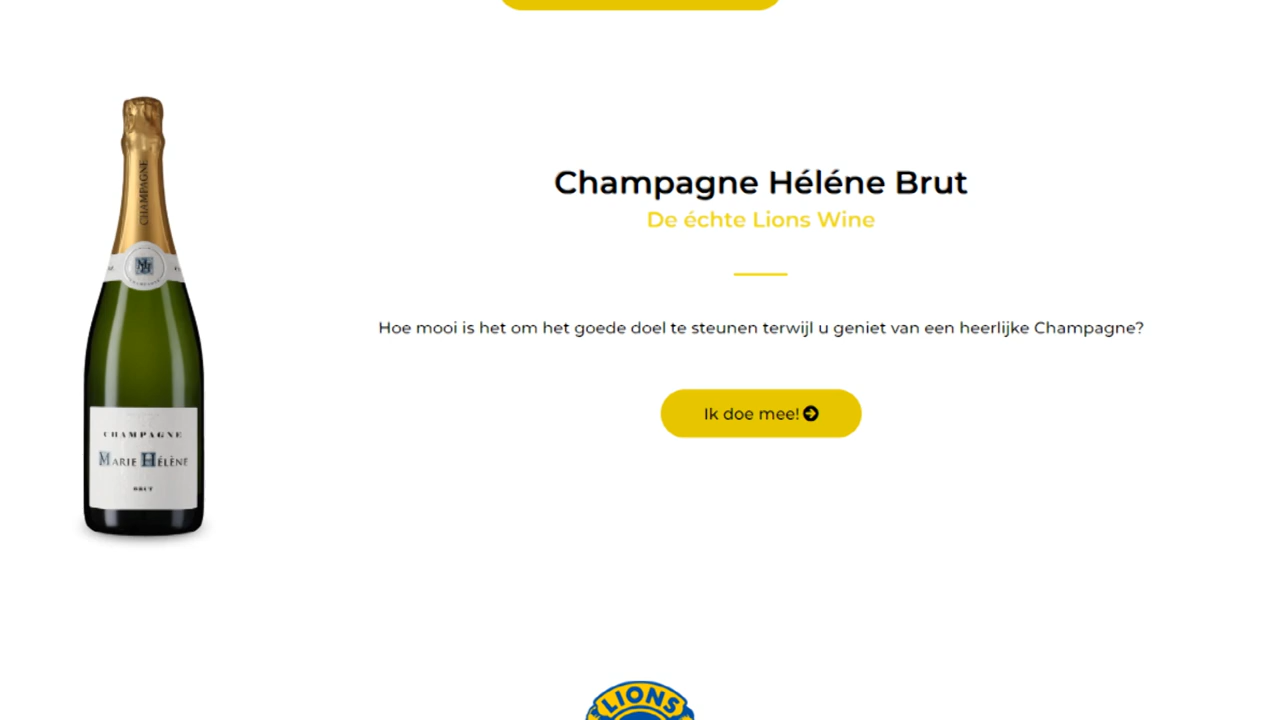 CHAMPAGNE
Champagne Héléne Brut
De échte Lions Wine
Hoe mooi is het om het goede doel te steunen terwijl u geniet van een heerlijke Champagne?
Ik doe mee!
CHAMPAGNE
MARIE HÉLÈNE
BRUT
LIONS